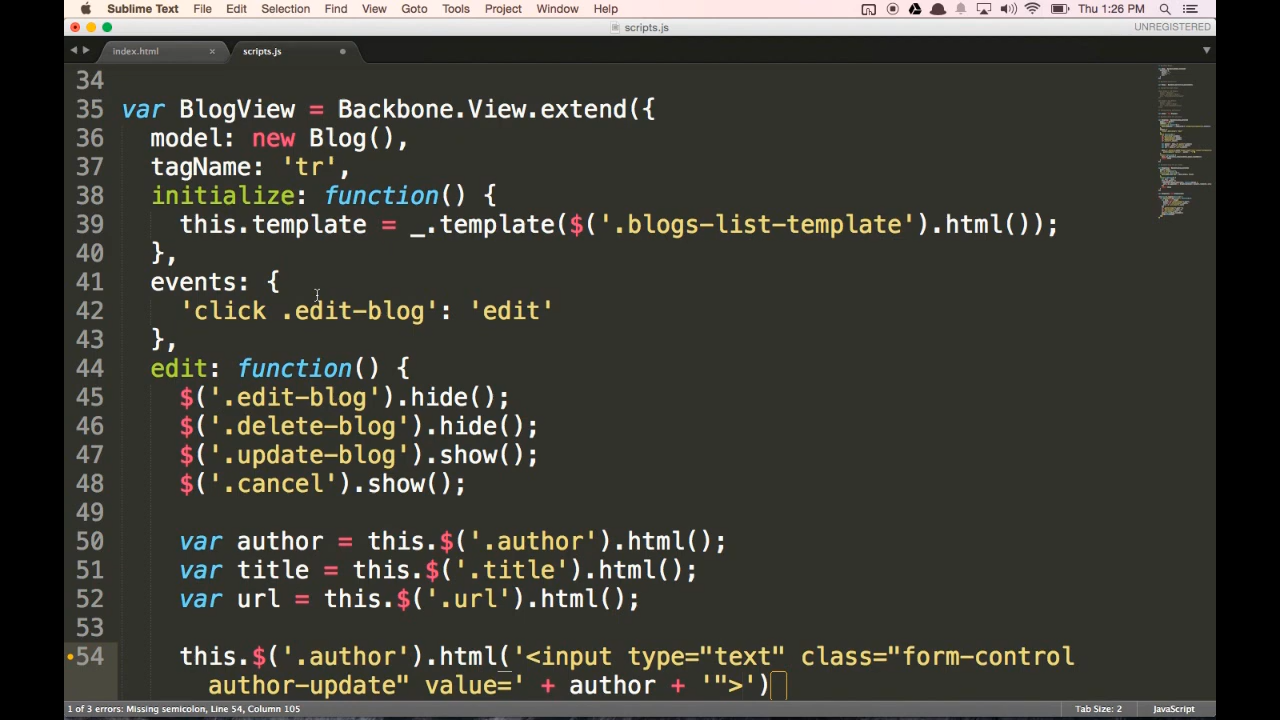 Sublime Text File Edit Selection Find View Goto Tools Project Window Help Thu 1:26 PM
scripts.js UNREGISTERED
index.html × scripts.js
34
35 var BlogView = Backbone.View.extend({
36 model: new Blog(),
37 tagName: 'tr',
38 initialize: function() {
39 this.template = _.template($('.blogs-list-template').html());
40 },
41 events: {
42 'click .edit-blog': 'edit'
43 },
44 edit: function() {
45 $('.edit-blog').hide();
46 $('.delete-blog').hide();
47 $('.update-blog').show();
48 $('.cancel').show();
49
50 var author = this.$('.author').html();
51 var title = this.$('.title').html();
52 var url = this.$('.url').html();
53
54 this.$('.author').html('<input type="text" class="form-control
author-update" value=' + author + '">')
1 of 3 errors: Missing semicolon, Line 54, Column 105 Tab Size: 2 JavaScript